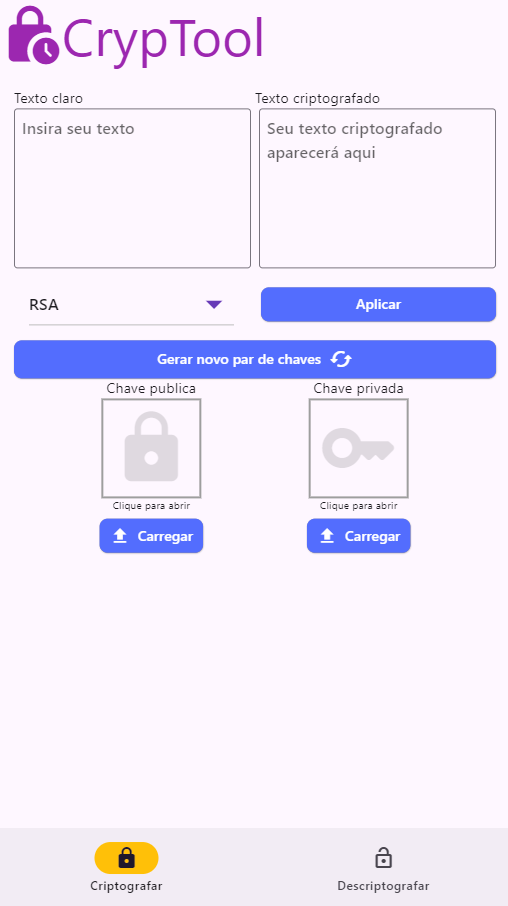 CrypTool
Texto claro
Texto criptografado
Insira seu texto
Seu texto criptografado
aparecerá aqui
RSA
Aplicar
Gerar novo par de chaves
Chave publica
Chave privada
Clique para abrir
Clique para abrir
Carregar
Carregar
Criptografar
Descriptografar